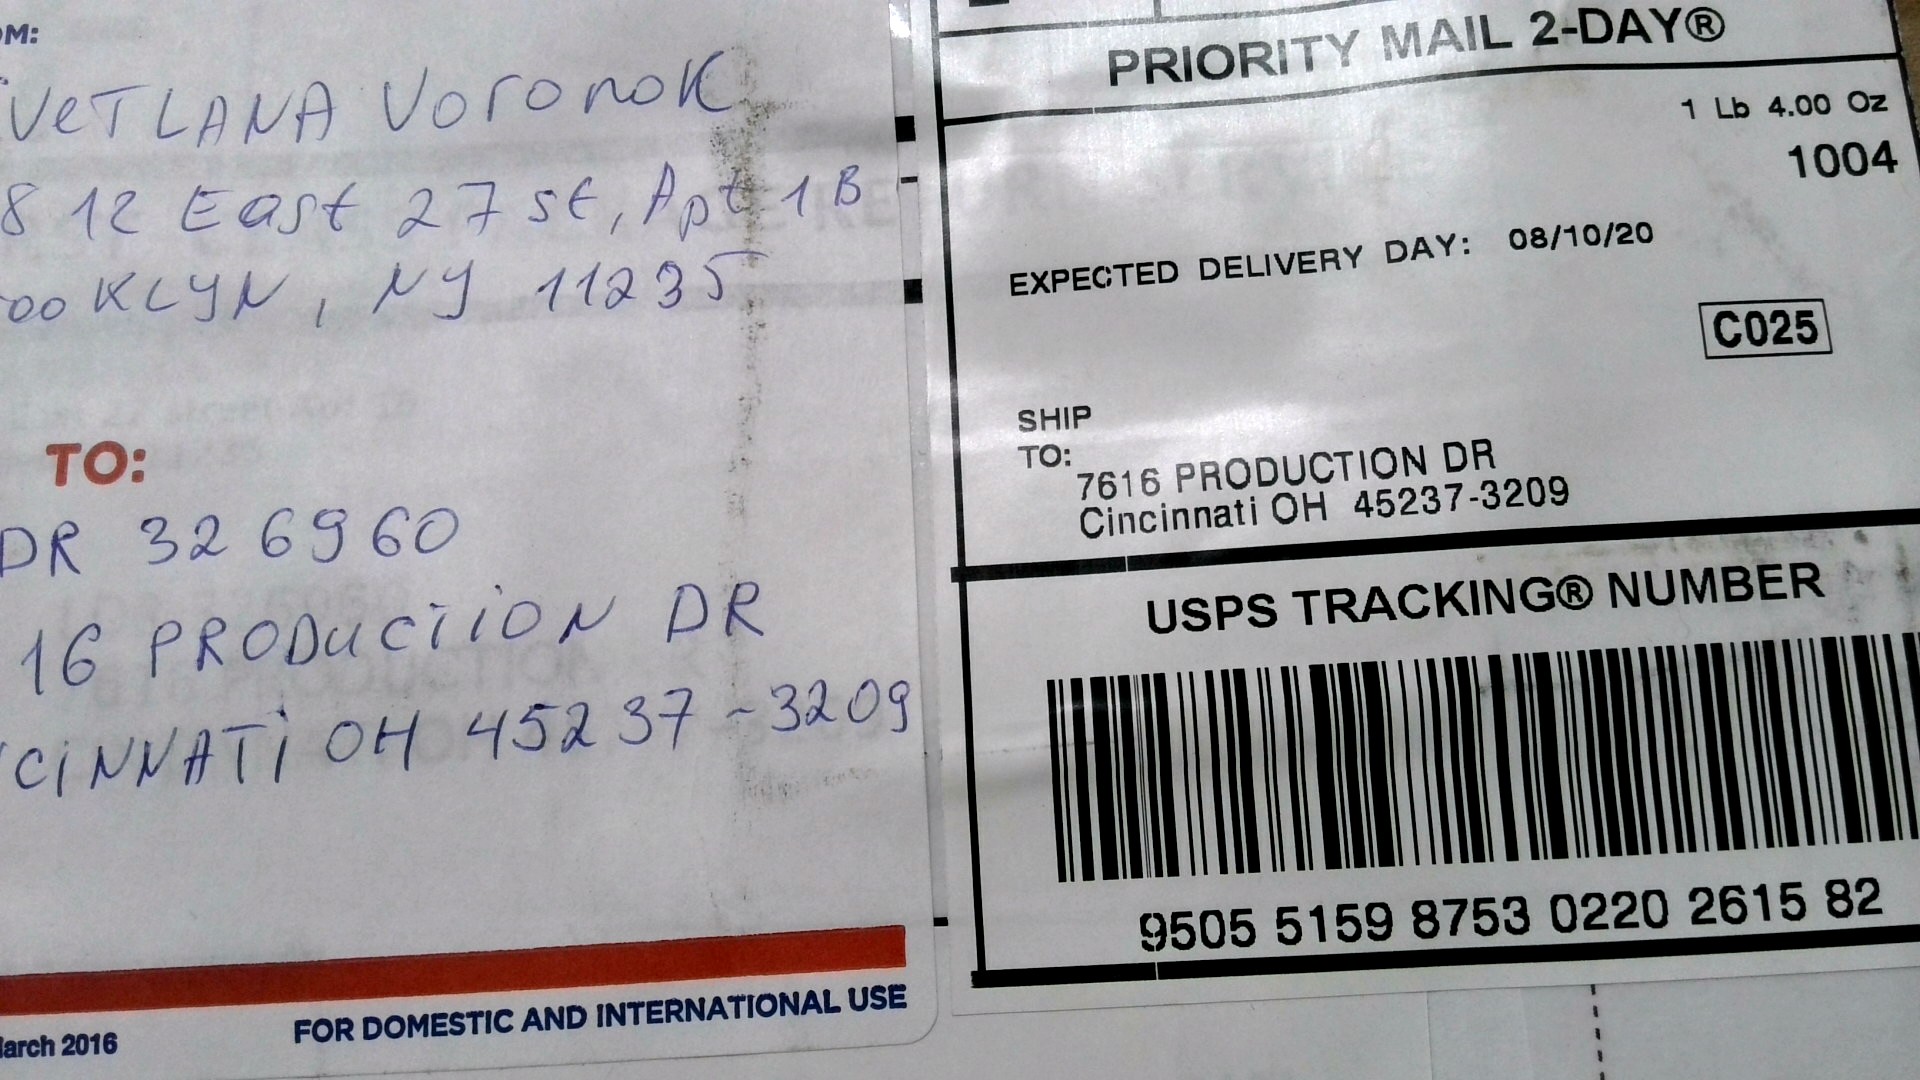 OM:
VETLANA VORONOK
812 East 27 st, Apt 1B
ooKLYN, NY 11235
TO:
DR 326960
16 PRODUCTION DR
CINNATI OH 45237-3209
FOR DOMESTIC AND INTERNATIONAL USE
March 2016
PRIORITY MAIL 2-DAY®
1 Lb 4.00 Oz
1004
EXPECTED DELIVERY DAY: 08/10/20
C025
SHIP
TO:
7616 PRODUCTION DR
Cincinnati OH 45237-3209
USPS TRACKING® NUMBER
9505 5159 8753 0220 2615 82